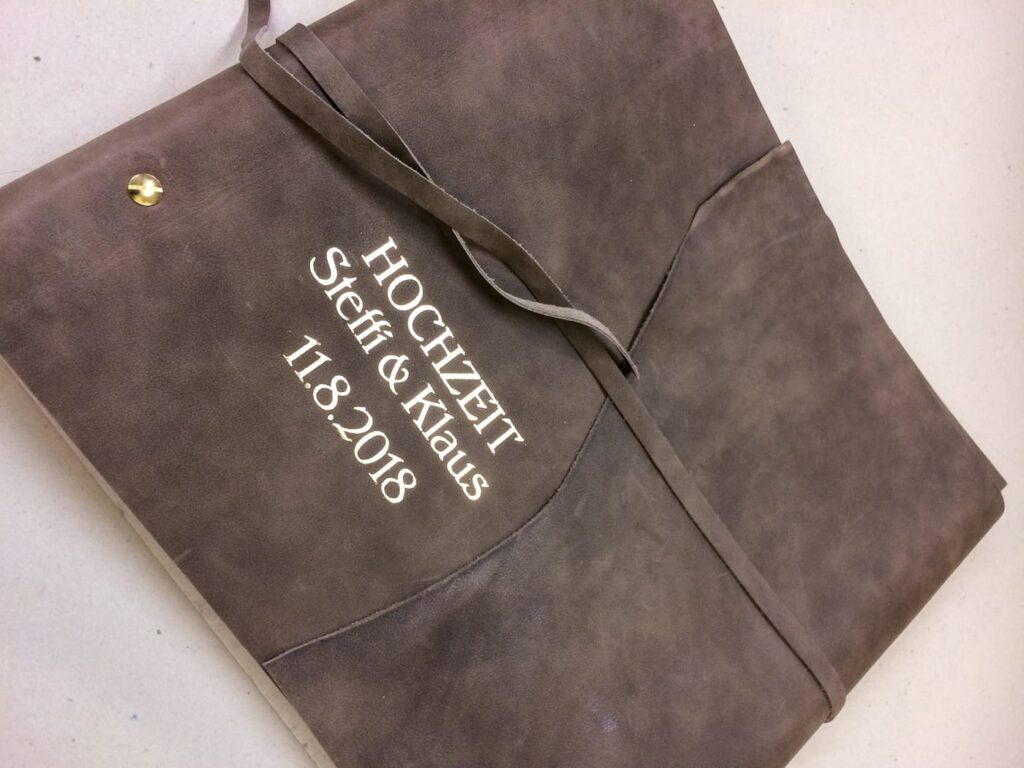 HOCHZEIT
Steffi & Klaus
11.8.2018